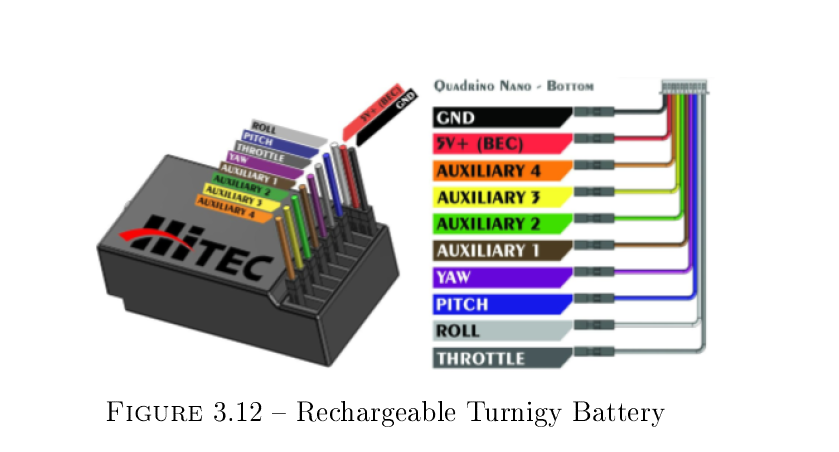 5V+ (BEC)
GND
ROLL
PITCH
THROTTLE
YAW
AUXILIARY 1
AUXILIARY 2
AUXILIARY 3
AUXILIARY 4
HITEC
Quadrino Nano - Bottom
GND
5V+ (BEC)
AUXILIARY 4
AUXILIARY 3
AUXILIARY 2
AUXILIARY 1
YAW
PITCH
ROLL
THROTTLE
Figure 3.12 – Rechargeable Turnigy Battery